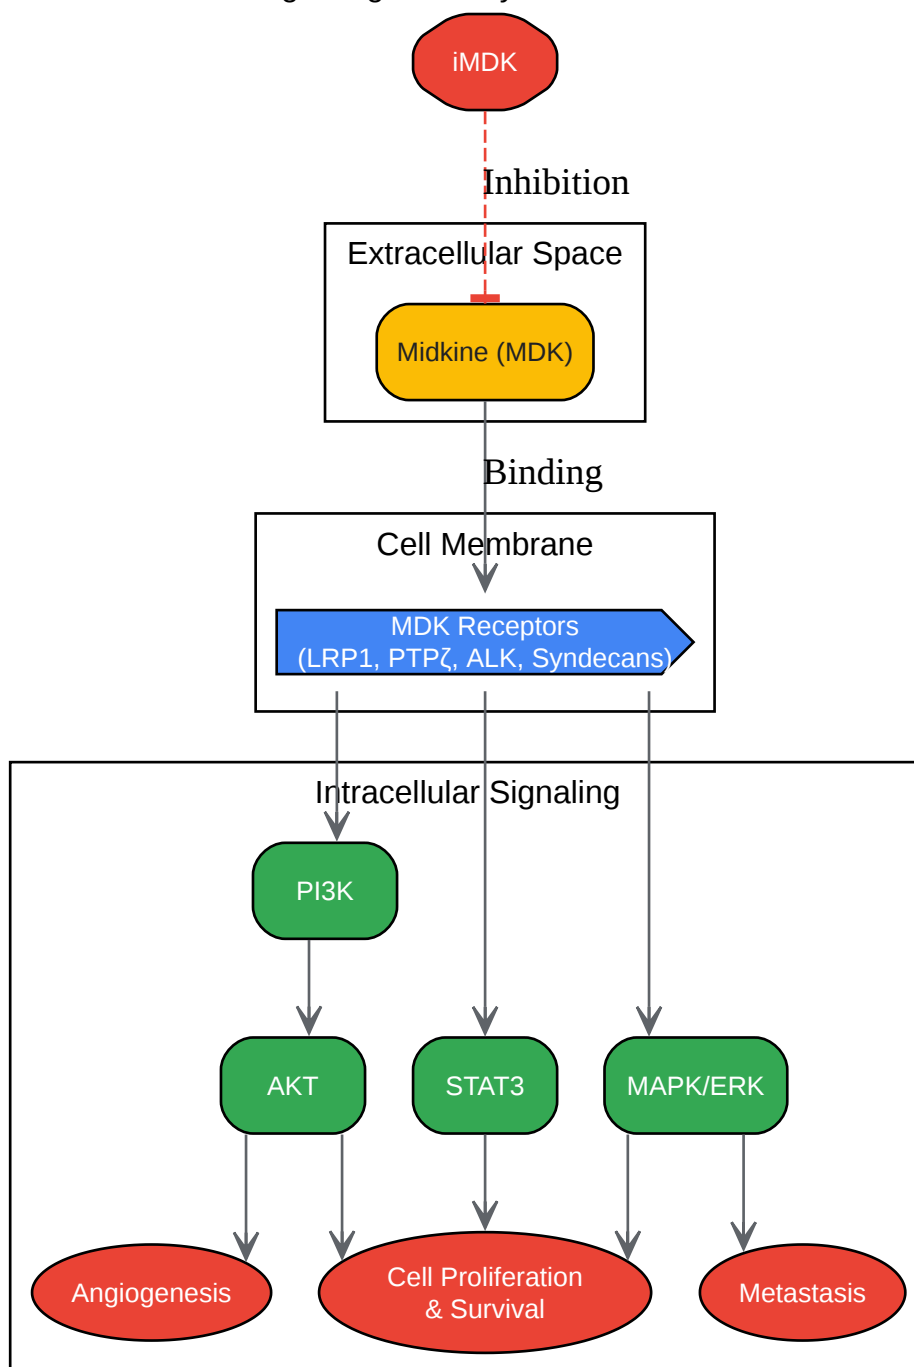 iMDK
Inhibition
Extracellular Space
Midkine (MDK)
Binding
Cell Membrane
MDK Receptors
(LRP1, PTPζ, ALK, Syndecans)
Intracellular Signaling
PI3K
AKT
STAT3
MAPK/ERK
Angiogenesis
Cell Proliferation
& Survival
Metastasis